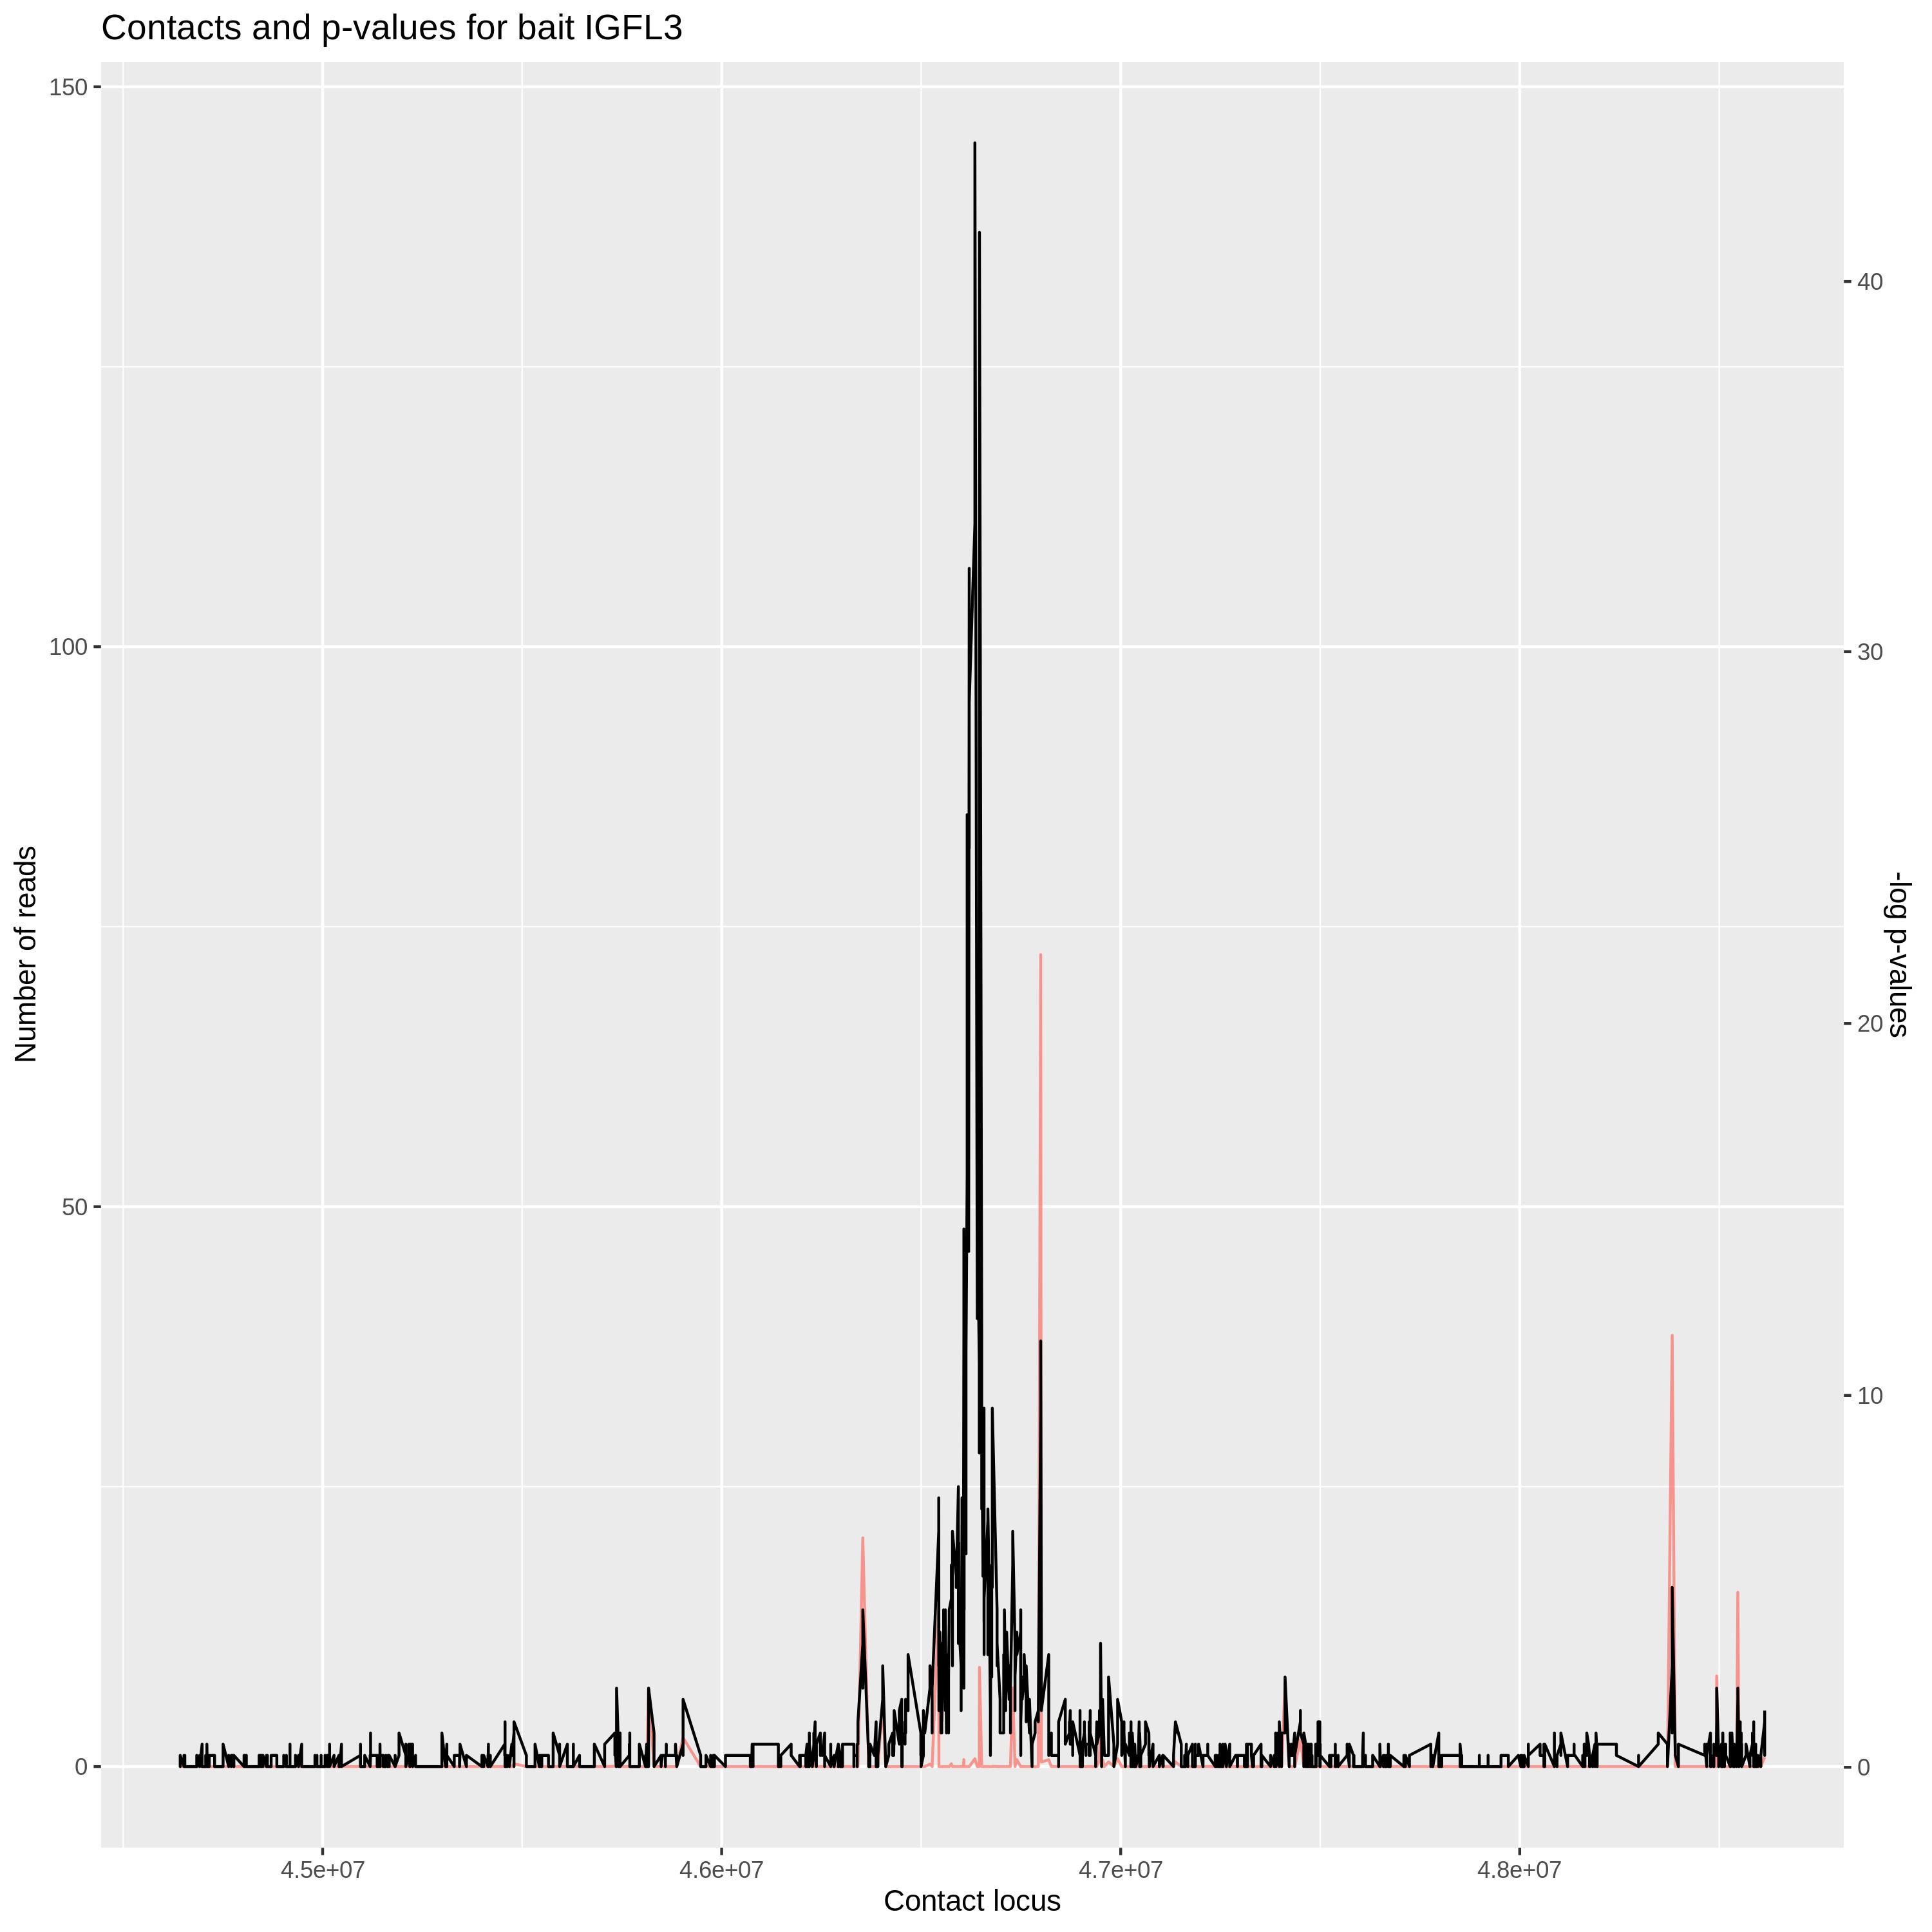 Contacts and p-values for bait IGFL3
150
100
50
0
Number of reads
40
30
20
10
0
-log p-values
4.5e+07
4.6e+07
4.7e+07
4.8e+07
Contact locus